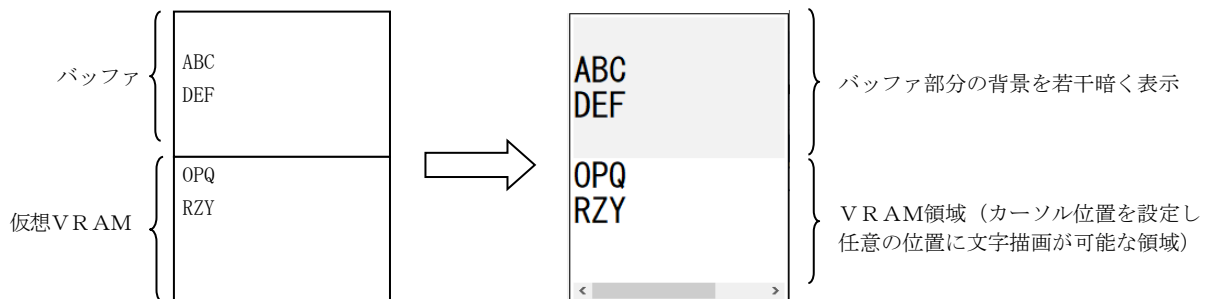 バッファ
ABC
DEF
仮想VRAM
OPQ
RZY
ABC
DEF
OPQ
RZY
バッファ部分の背景を若干暗く表示
VRAM領域（カーソル位置を設定し
任意の位置に文字描画が可能な領域）